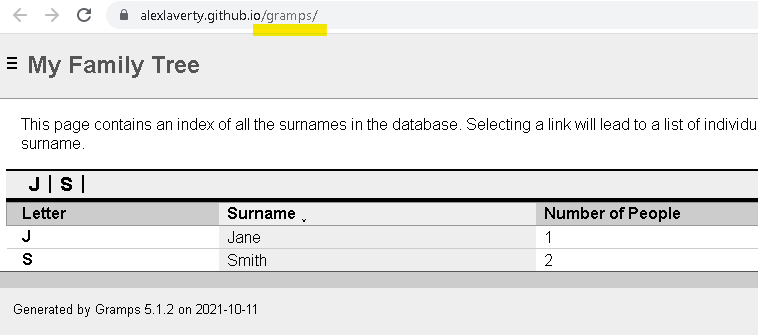 alexlaverty.github.io/gramps/
My Family Tree
This page contains an index of all the surnames in the database. Selecting a link will lead to a list of individu
surname.
J | S |
Letter Surname Number of People
J Jane 1
S Smith 2
Generated by Gramps 5.1.2 on 2021-10-11